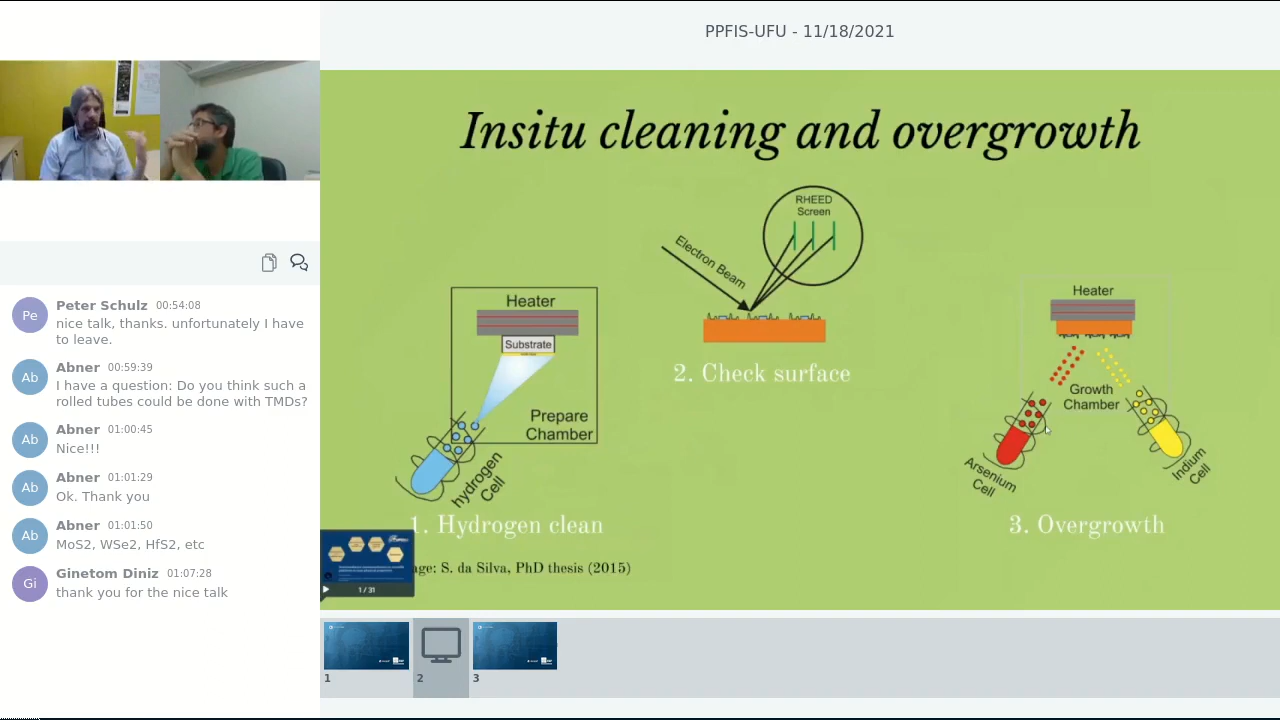 PPFIS-UFU - 11/18/2021
Insitu cleaning and overgrowth
RHEED
Screen
Electron Beam
2. Check surface
Heater
Substrate
Prepare
Chamber
hydrogen
Cell
1. Hydrogen clean
Heater
Growth
Chamber
Arsenium
Cell
Indium
Cell
3. Overgrowth
age: S. da Silva, PhD thesis (2015)
1 / 31
Pe
Peter Schulz 00:54:08
nice talk, thanks. unfortunately I have
to leave.
Ab
Abner 00:59:39
I have a question: Do you think such a
rolled tubes could be done with TMDs?
Ab
Abner 01:00:45
Nice!!!
Ab
Abner 01:01:29
Ok. Thank you
Ab
Abner 01:01:50
MoS2, WSe2, HfS2, etc
Gi
Ginetom Diniz 01:07:28
thank you for the nice talk
1
2
3